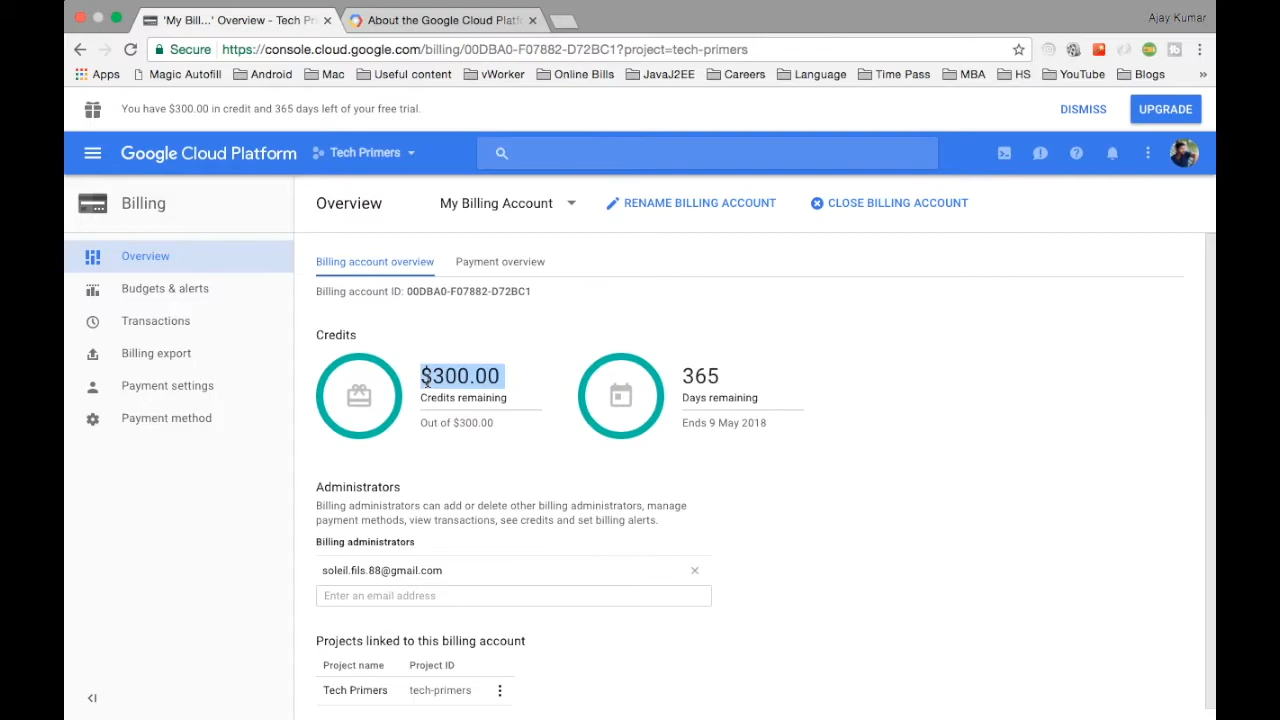 Ajay Kumar
'My Bill...' Overview - Tech Pri
About the Google Cloud Platf
Secure
https://console.cloud.google.com/billing/00DBA0-F07882-D72BC1?project=tech-primers
Apps
Magic Autofill
Android
Mac
Useful content
vWorker
Online Bills
JavaJ2EE
Careers
Language
Time Pass
MBA
HS
YouTube
Blogs
»
You have $300.00 in credit and 365 days left of your free trial.
DISMISS
UPGRADE
Google Cloud Platform
Tech Primers
Billing
Overview
My Billing Account
RENAME BILLING ACCOUNT
CLOSE BILLING ACCOUNT
Overview
Budgets & alerts
Transactions
Billing export
Payment settings
Payment method
Billing account overview
Payment overview
Billing account ID: 00DBA0-F07882-D72BC1
Credits
$300.00
Credits remaining
Out of $300.00
365
Days remaining
Ends 9 May 2018
Administrators
Billing administrators can add or delete other billing administrators, manage
payment methods, view transactions, see credits and set billing alerts.
Billing administrators
soleil.fils.88@gmail.com
Enter an email address
Projects linked to this billing account
Project name Project ID
Tech Primers tech-primers